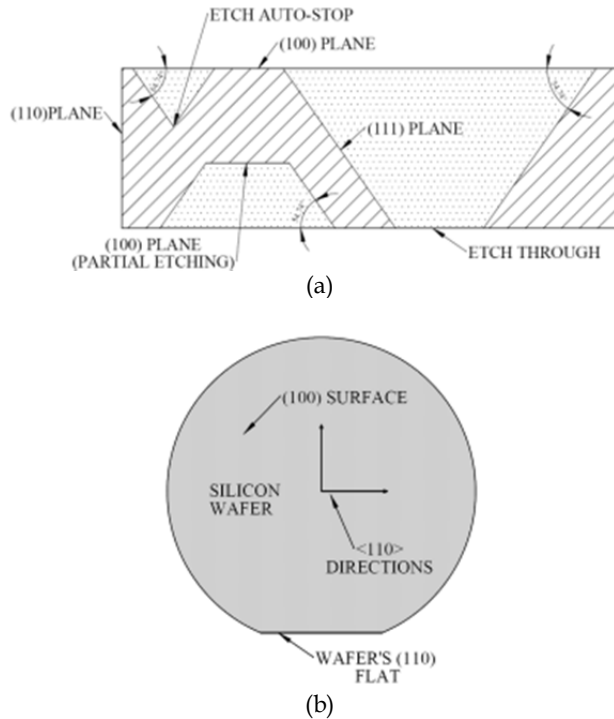 ETCH AUTO-STOP
(100) PLANE
(110)PLANE
(111) PLANE
(100) PLANE
(PARTIAL ETCHING)
ETCH THROUGH
(a)
(100) SURFACE
SILICON
WAFER
<110>
DIRECTIONS
WAFER'S (110)
FLAT
(b)